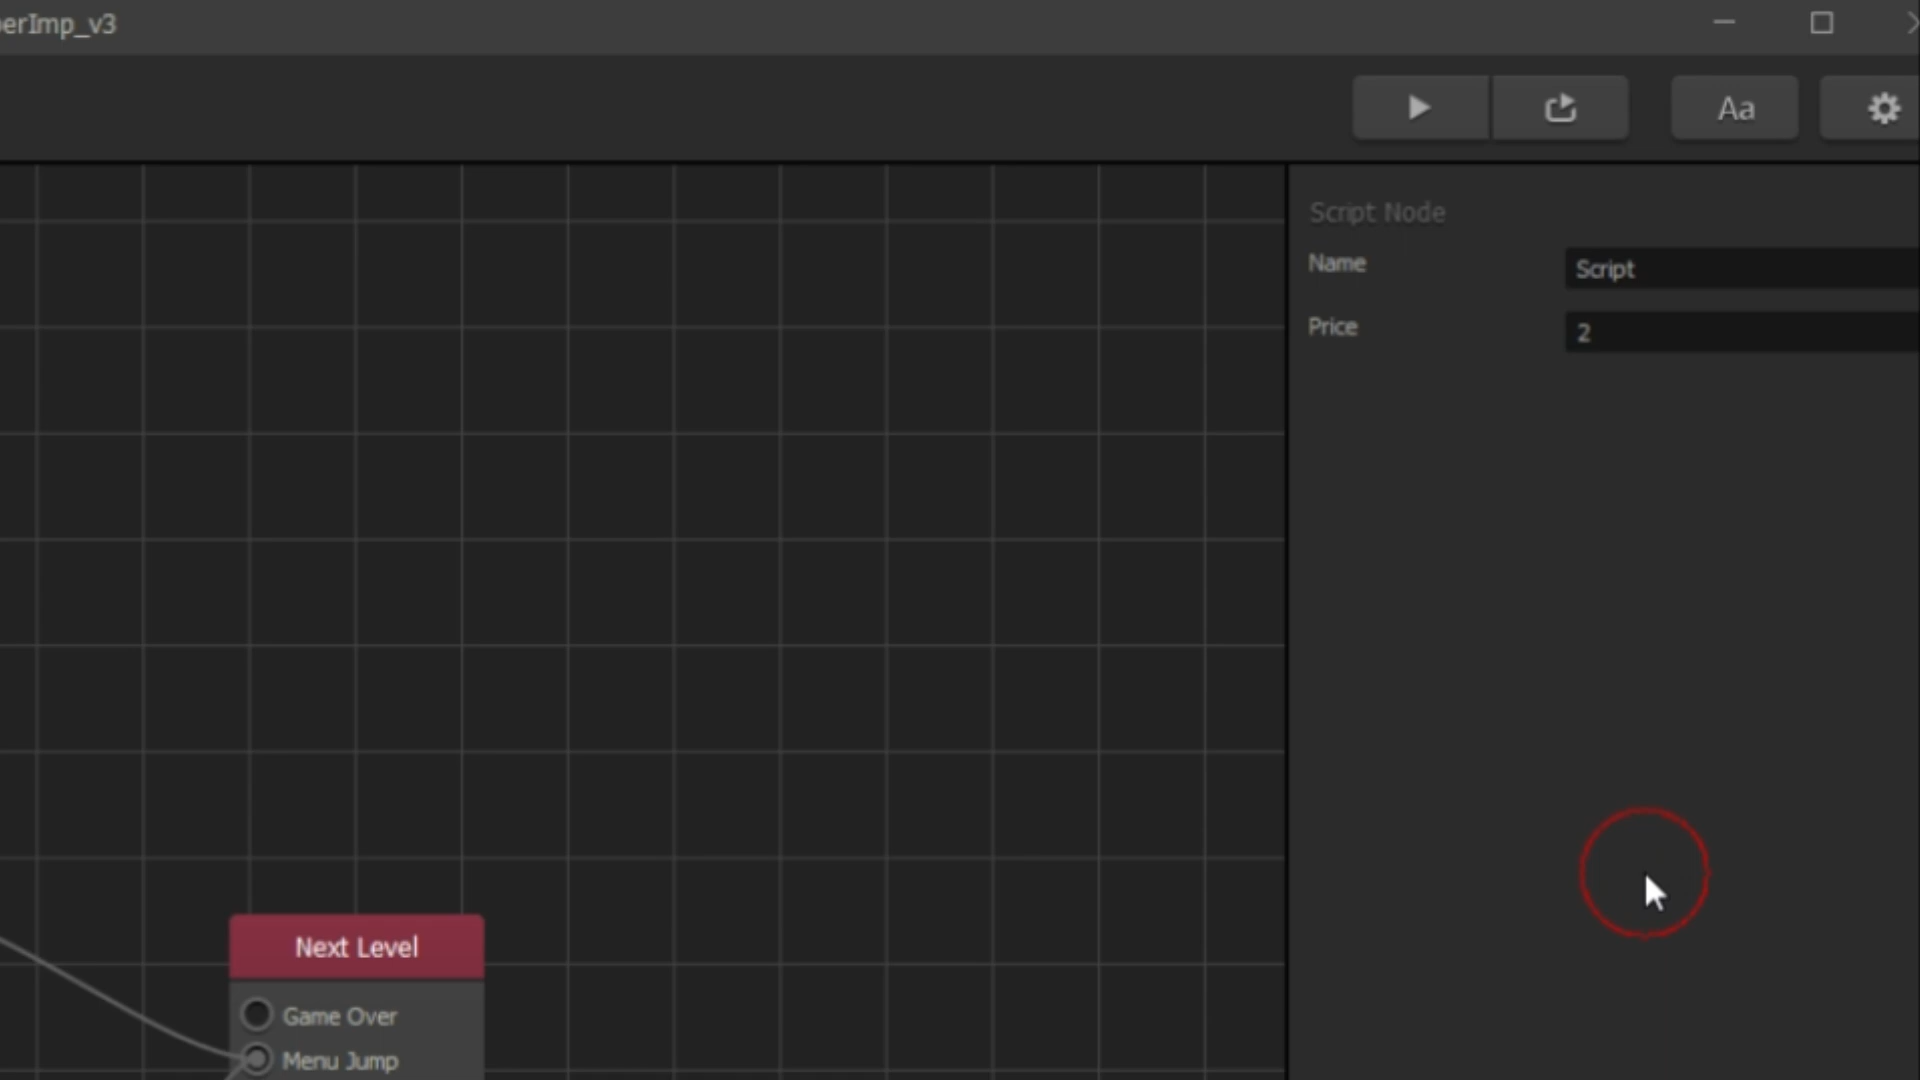 erImp_v3
Aa
Script Node
Name
Script
Price
2
Next Level
Game Over
Menu Jump